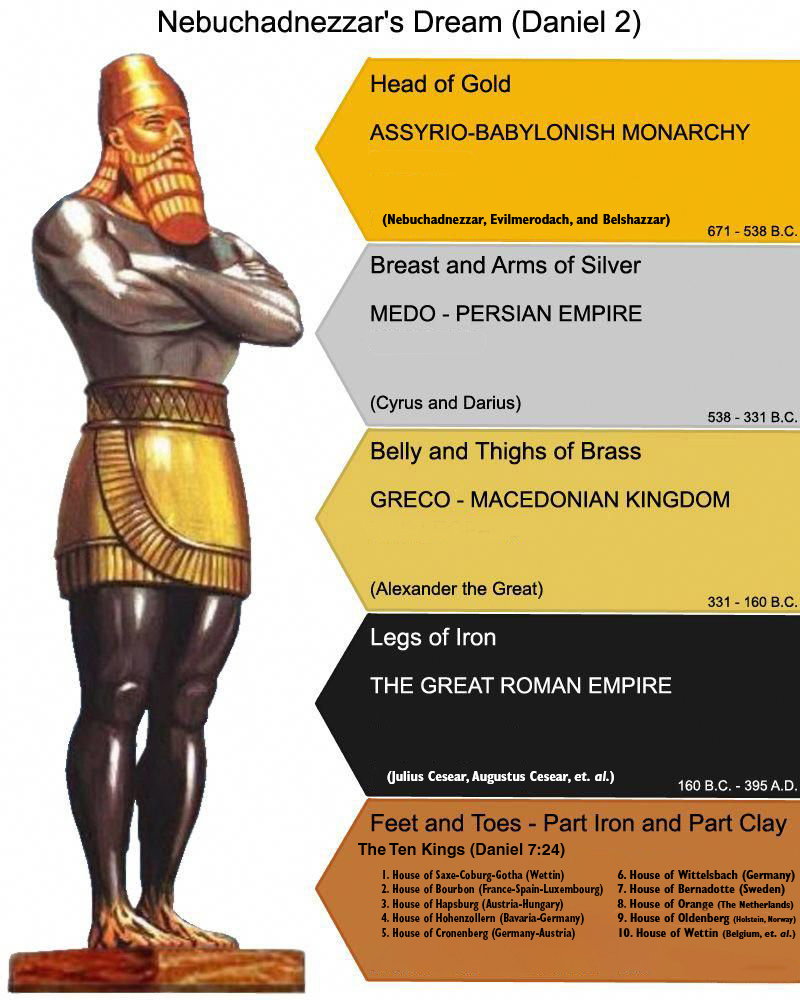 Nebuchadnezzar's Dream (Daniel 2)
Head of Gold
ASSYRIO-BABYLONISH MONARCHY
(Nebuchadnezzar, Evilmerodach, and Belshazzar)
671 - 538 B.C.
Breast and Arms of Silver
MEDO - PERSIAN EMPIRE
(Cyrus and Darius)
538 - 331 B.C.
Belly and Thighs of Brass
GRECO - MACEDONIAN KINGDOM
(Alexander the Great)
331 - 160 B.C.
Legs of Iron
THE GREAT ROMAN EMPIRE
(Julius Cesear, Augustus Cesear, et. al.)
160 B.C. - 395 A.D.
Feet and Toes - Part Iron and Part Clay
The Ten Kings (Daniel 7:24)
1. House of Saxe-Coburg-Gotha (Wettin)
2. House of Bourbon (France-Spain-Luxembourg)
3. House of Hapsburg (Austria-Hungary)
4. House of Hohenzollern (Bavaria-Germany)
5. House of Cronenberg (Germany-Austria)
6. House of Wittelsbach (Germany)
7. House of Bernadotte (Sweden)
8. House of Orange (The Netherlands)
9. House of Oldenberg (Holstein, Norway)
10. House of Wettin (Belgium, et. al.)